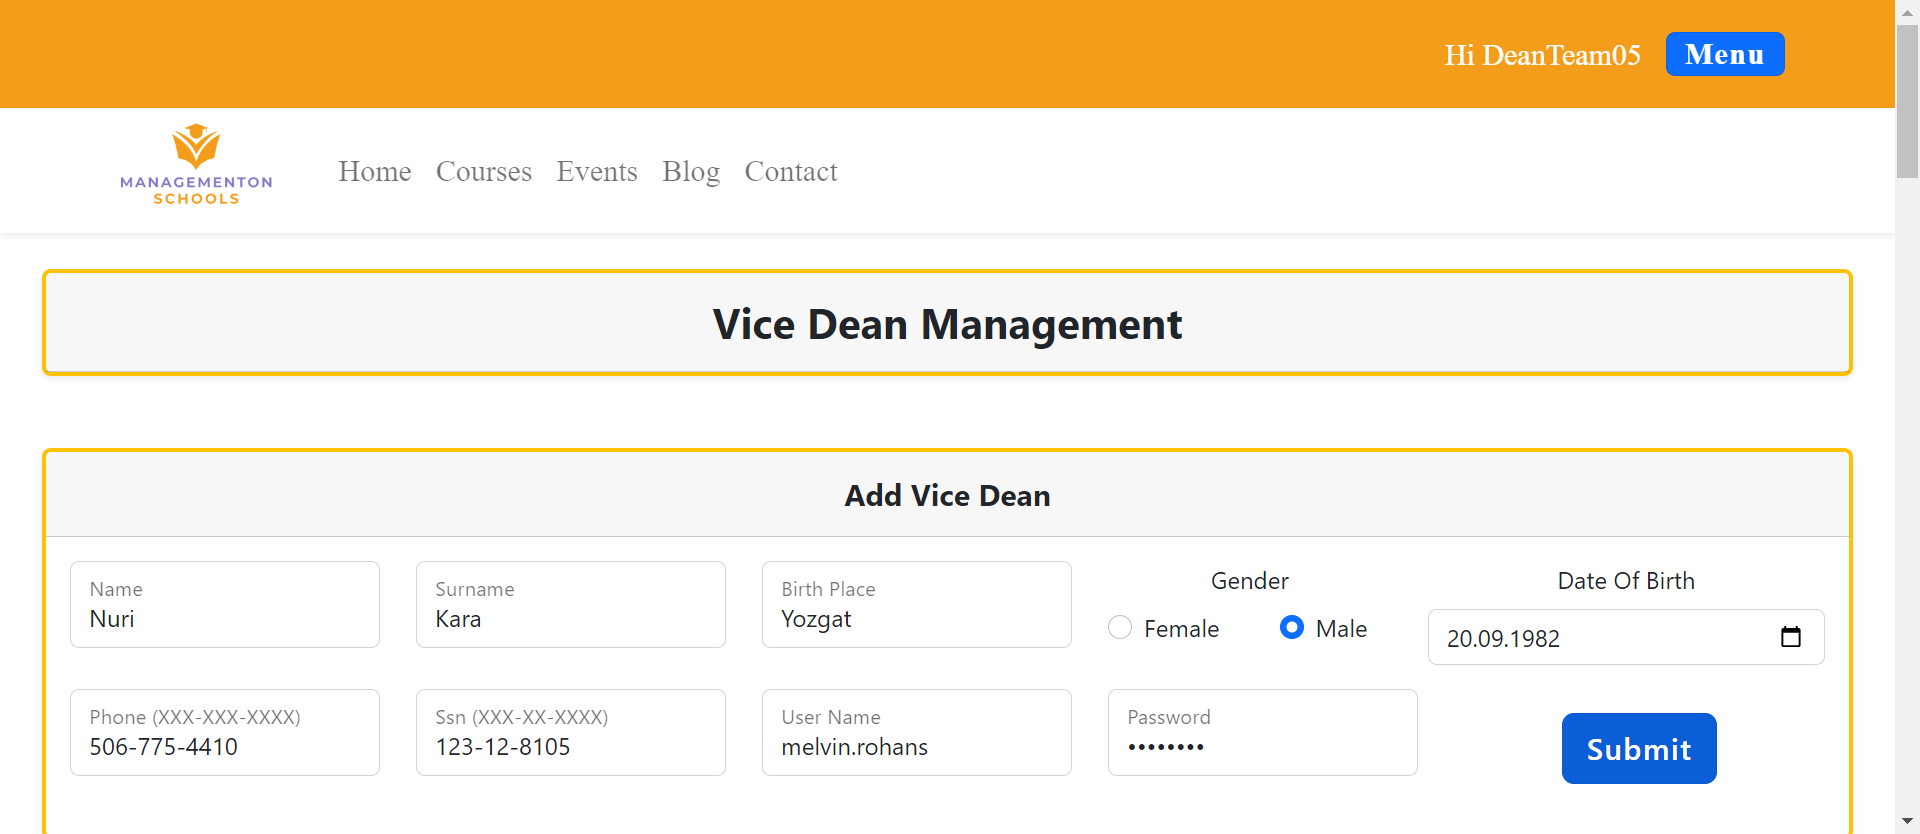 Hi DeanTeam05 Menu
MANAGEMENTON
SCHOOLS
Home Courses Events Blog Contact
Vice Dean Management
Add Vice Dean
Name
Nuri
Surname
Kara
Birth Place
Yozgat
Gender
Female Male
Date Of Birth
20.09.1982
Phone (XXX-XXX-XXXX)
506-775-4410
Ssn (XXX-XX-XXXX)
123-12-8105
User Name
melvin.rohans
Password
••••••••
Submit